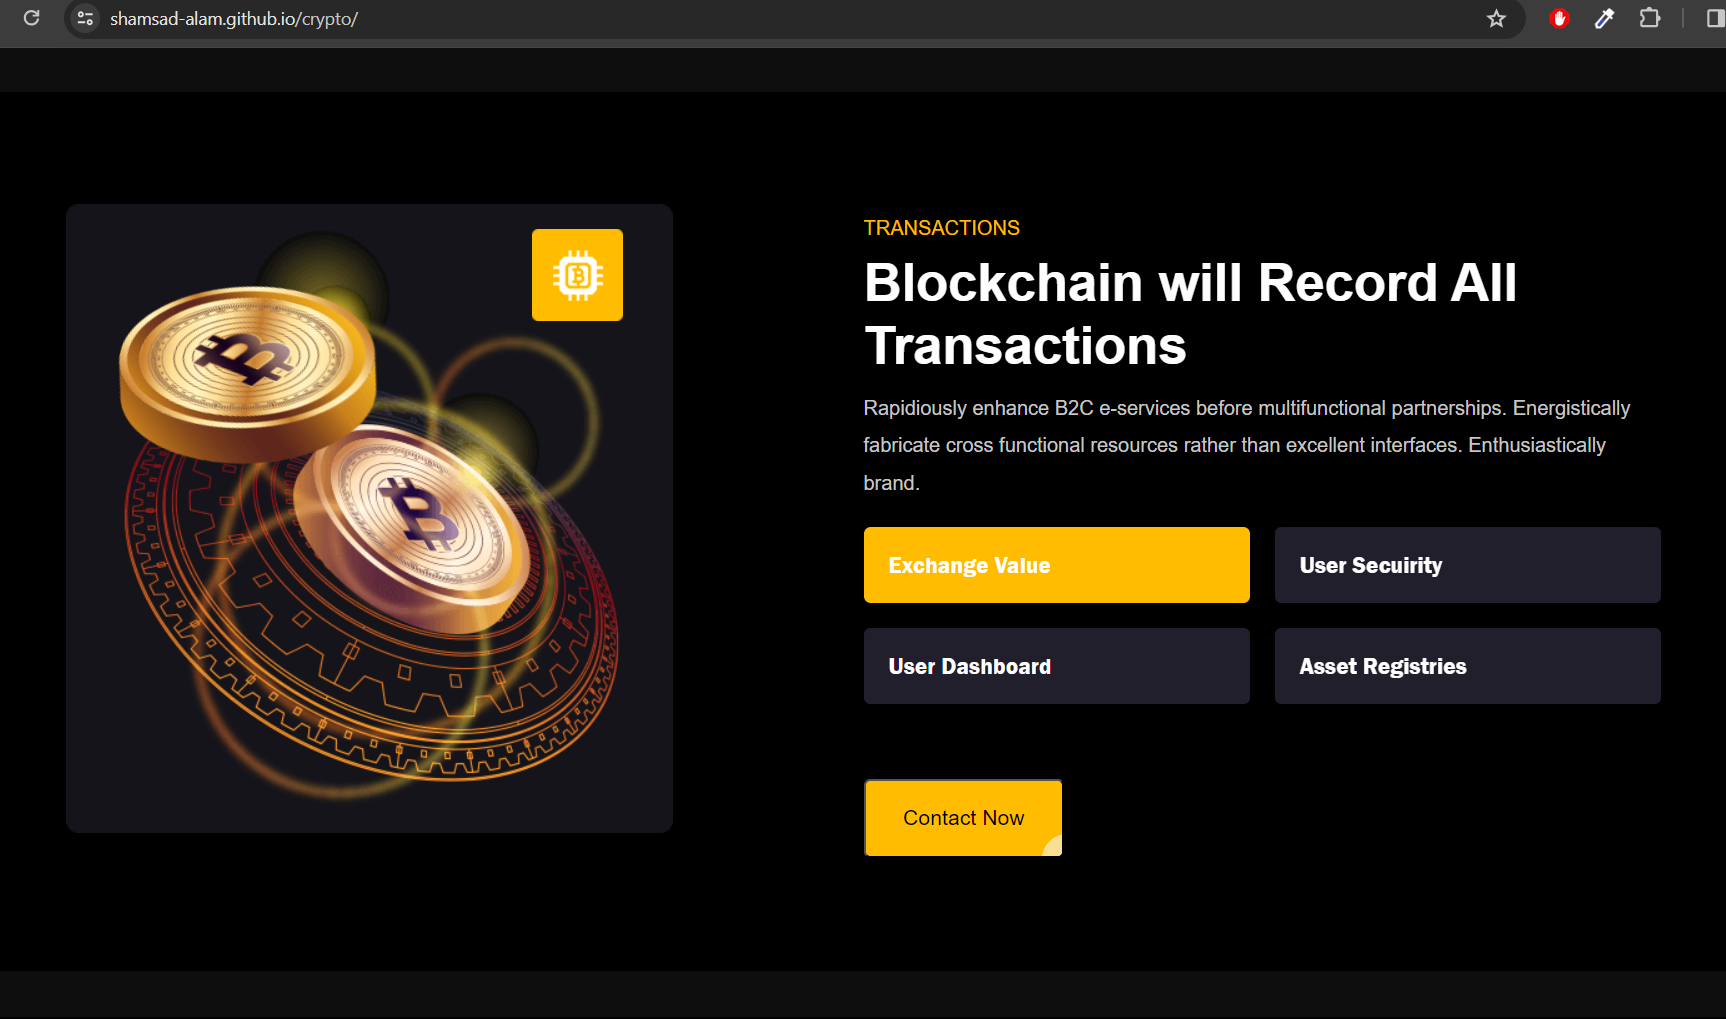 shamsad-alam.github.io/crypto/
TRANSACTIONS
Blockchain will Record All
Transactions
Rapidiously enhance B2C e-services before multifunctional partnerships. Energistically
fabricate cross functional resources rather than excellent interfaces. Enthusiastically
brand.
Exchange Value
User Secuirity
User Dashboard
Asset Registries
Contact Now